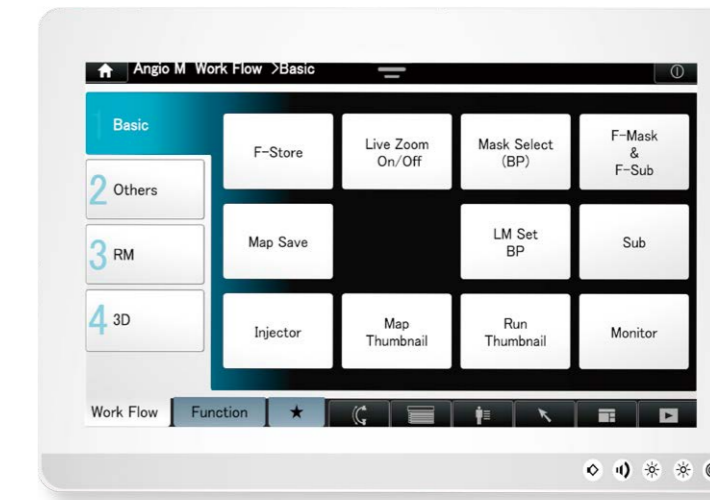 Angio M Work Flow >Basic
1 Basic
2 Others
3 RM
4 3D
F-Store
Live Zoom
On/Off
Mask Select
(BP)
F-Mask
&
F-Sub
Map Save
LM Set
BP
Sub
Injector
Map
Thumbnail
Run
Thumbnail
Monitor
Work Flow
Function